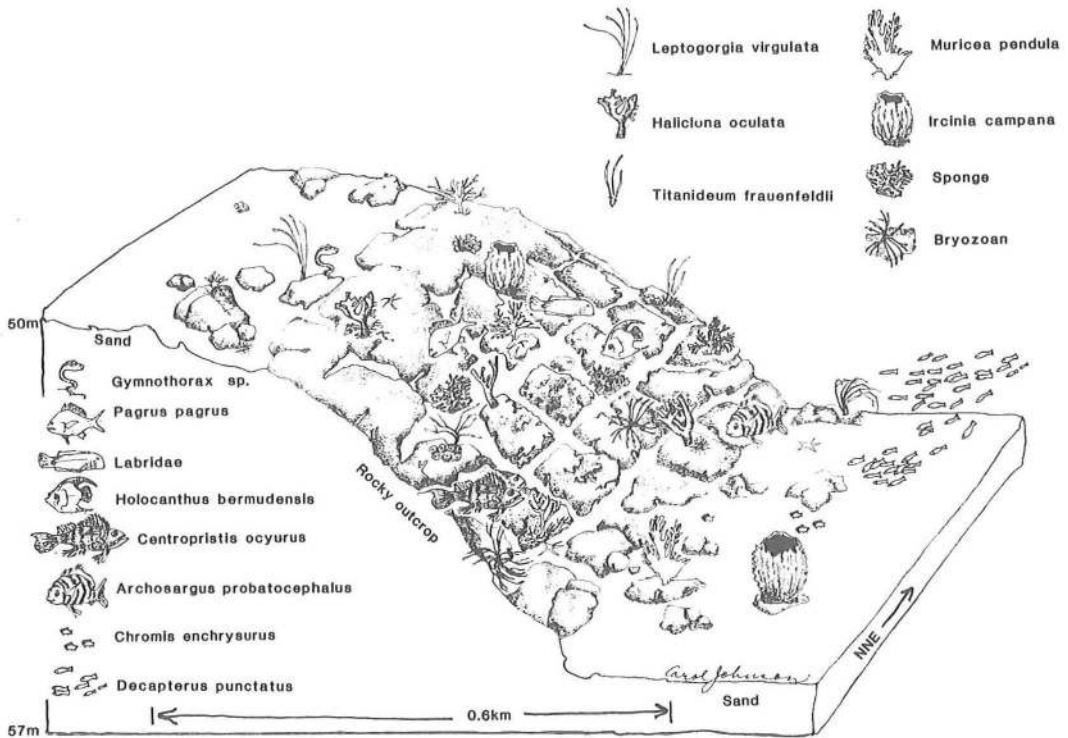 Leptogorgia virgulata
Muricea pendula
Haliclona oculata
Ircinia campana
Titanideum frauenfeldii
Sponge
Bryozoan
50m
Sand
Gymnothorax sp.
Pagrus pagrus
Labridae
Holocanthus bermudensis
Centropristis ocyurus
Archosargus probatocephalus
Chromis enchrysurus
Decapterus punctatus
Rocky outcrop
NNE
Carol Johnson
Sand
0.6km
57m